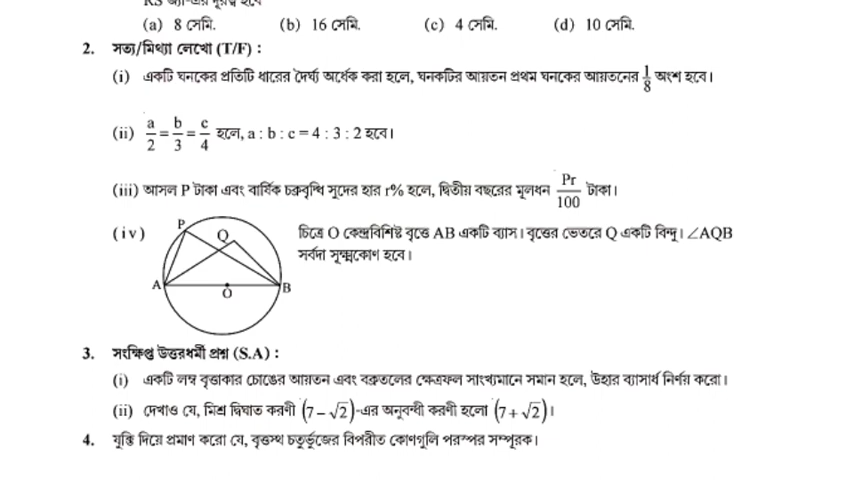 RS জ্যা-এর দূরত্ব হবে
(a) 8 সেমি. (b) 16 সেমি. (c) 4 সেমি. (d) 10 সেমি.
2. সত্য/মিথ্যা লেখো (T/F) :
(i) একটি ঘনকের প্রতিটি ধারের দৈর্ঘ্য অর্ধেক করা হলে, ঘনকটির আয়তন প্রথম ঘনকের আয়তনের 1/8 অংশ হবে।
(ii) a/2 = b/3 = c/4 হলে, a : b : c = 4 : 3 : 2 হবে।
(iii) আসল P টাকা এবং বার্ষিক চক্রবৃদ্ধি সুদের হার r% হলে, দ্বিতীয় বছরের মূলধন Pr/100 টাকা।
(iv) চিত্রে O কেন্দ্রবিশিষ্ট বৃত্তে AB একটি ব্যাস। বৃত্তের ভেতরে Q একটি বিন্দু। ∠AQB
সর্বদা সূক্ষ্মকোণ হবে।
P
Q
A
O
B
3. সংক্ষিপ্ত উত্তরধর্মী প্রশ্ন (S.A) :
(i) একটি লম্ব বৃত্তাকার চোঙের আয়তন এবং বক্রতলের ক্ষেত্রফল সাংখ্যমানে সমান হলে, উহার ব্যাসার্ধ নির্ণয় করো।
(ii) দেখাও যে, মিশ্র দ্বিঘাত করণী (7 – √2)-এর অনুবন্ধী করণী হলো (7 + √2)।
4. যুক্তি দিয়ে প্রমাণ করো যে, বৃত্তস্থ চতুর্ভুজের বিপরীত কোণগুলি পরস্পর সম্পূরক।